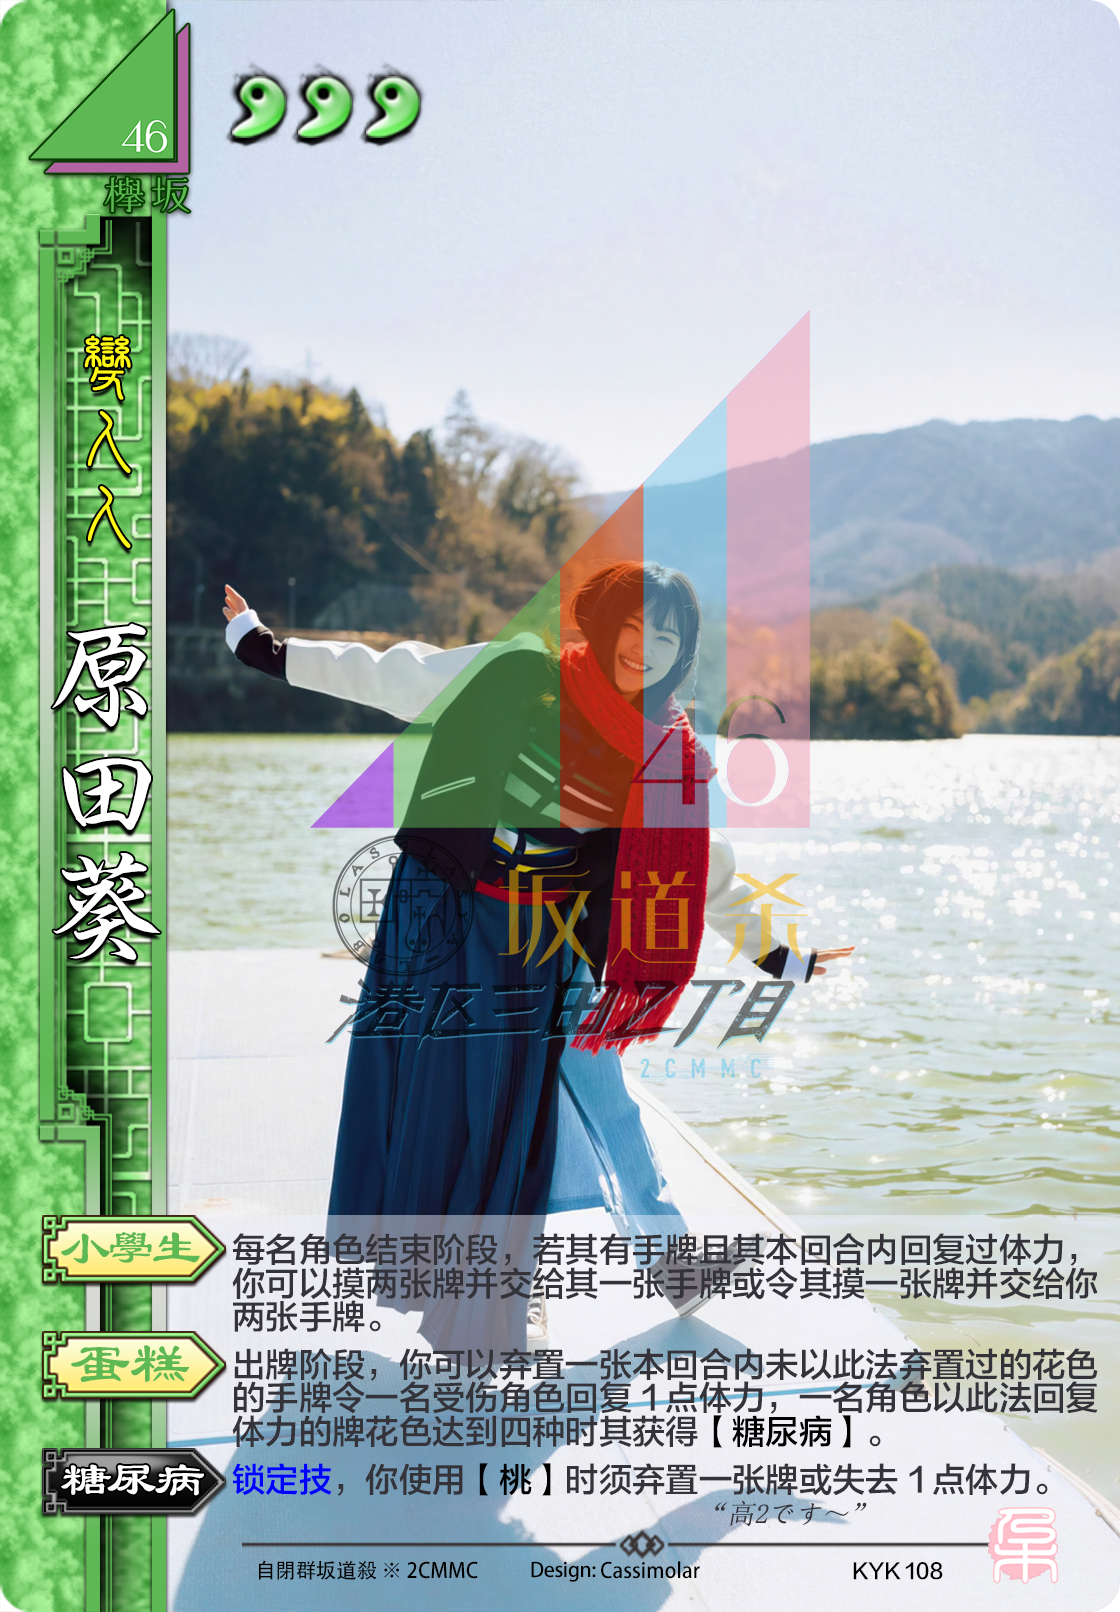 46
欅坂
變人人
原田葵
46
BOLASOLAY
坂道杀
港区三田2丁目
2CMMC
小學生
每名角色结束阶段，若其有手牌且其本回合内回复过体力，
你可以摸两张牌并交给其一张手牌或令其摸一张牌并交给你
两张手牌。
蛋糕
出牌阶段，你可以弃置一张本回合内未以此法弃置过的花色
的手牌令一名受伤角色回复1点体力，一名角色以此法回复
体力的牌花色达到四种时其获得【糖尿病】。
糖尿病
锁定技，你使用【桃】时须弃置一张牌或失去1点体力。
“高2です～”
自閉群坂道殺 ※ 2CMMC
Design: Cassimolar
KYK 108